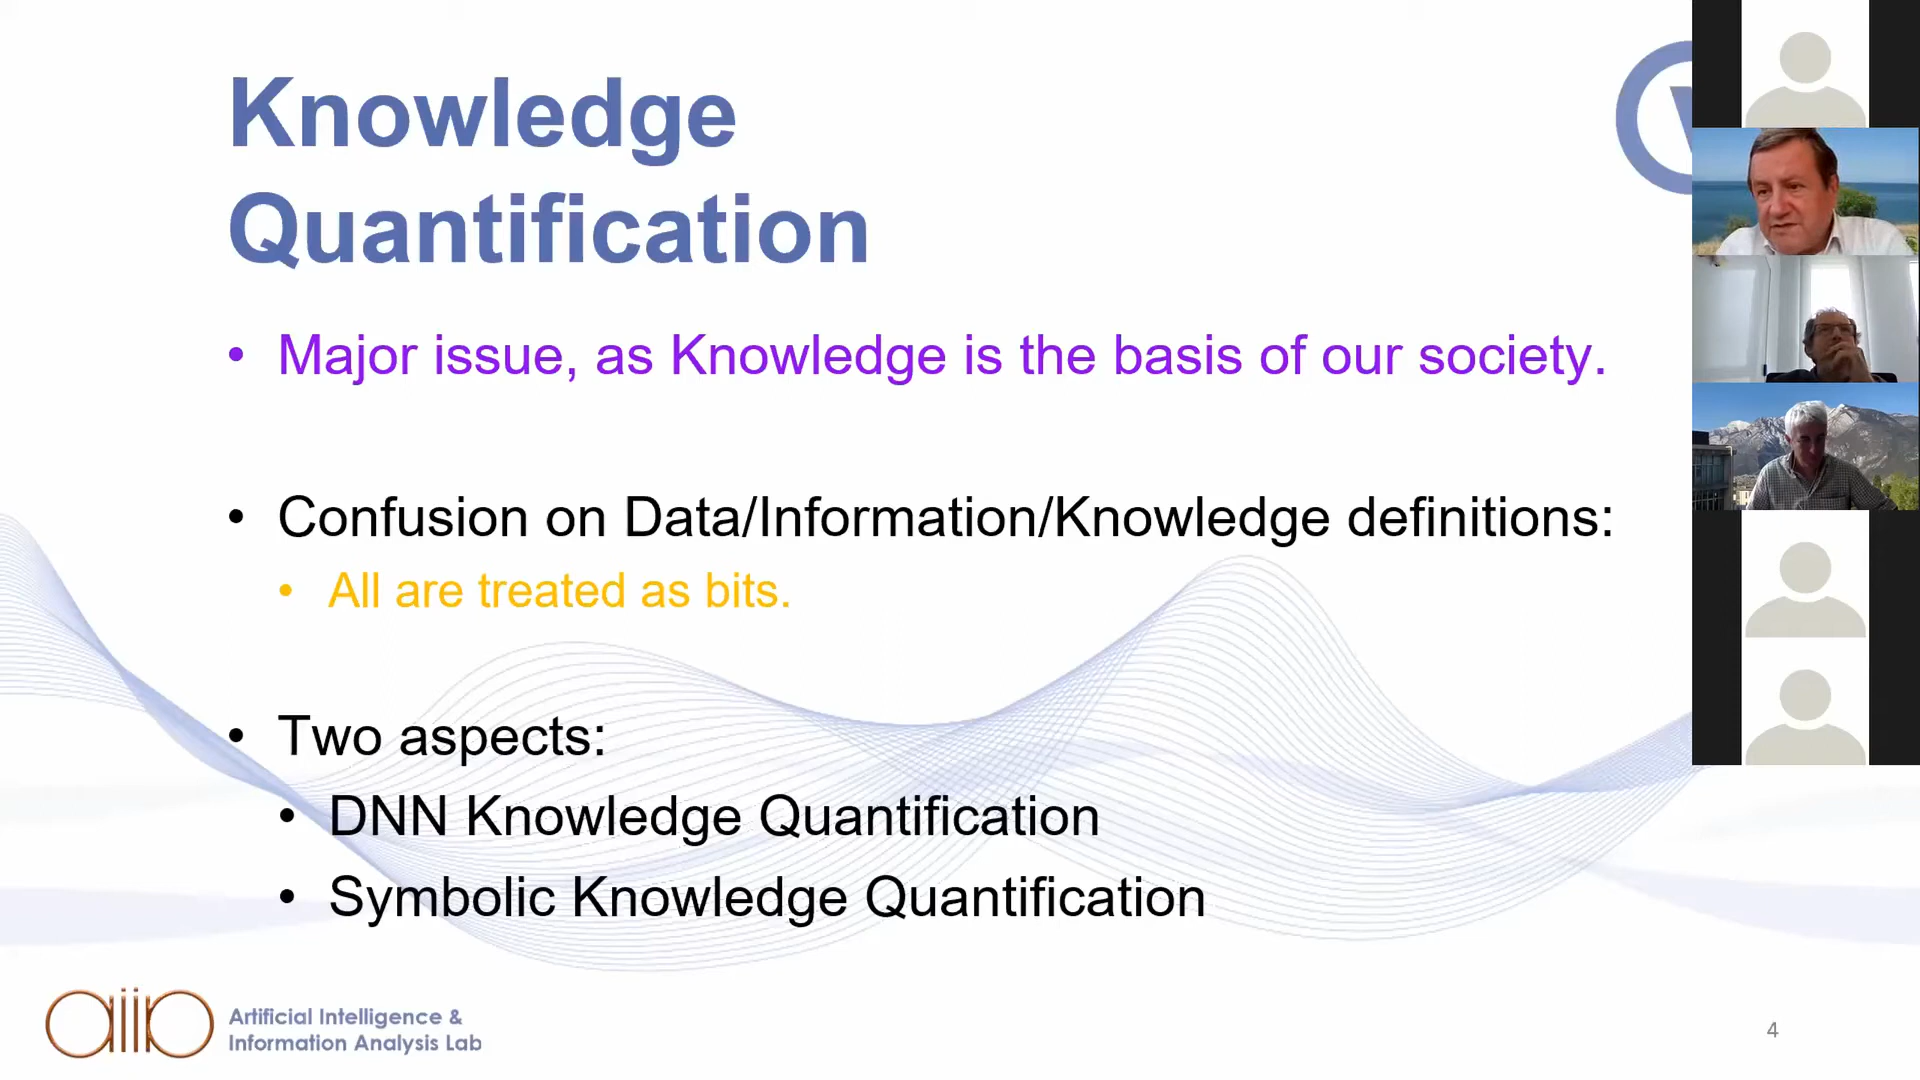 Knowledge
Quantification
• Major issue, as Knowledge is the basis of our society.
• Confusion on Data/Information/Knowledge definitions:
• All are treated as bits.
• Two aspects:
• DNN Knowledge Quantification
• Symbolic Knowledge Quantification
aiia
Artificial Intelligence &
Information Analysis Lab
4